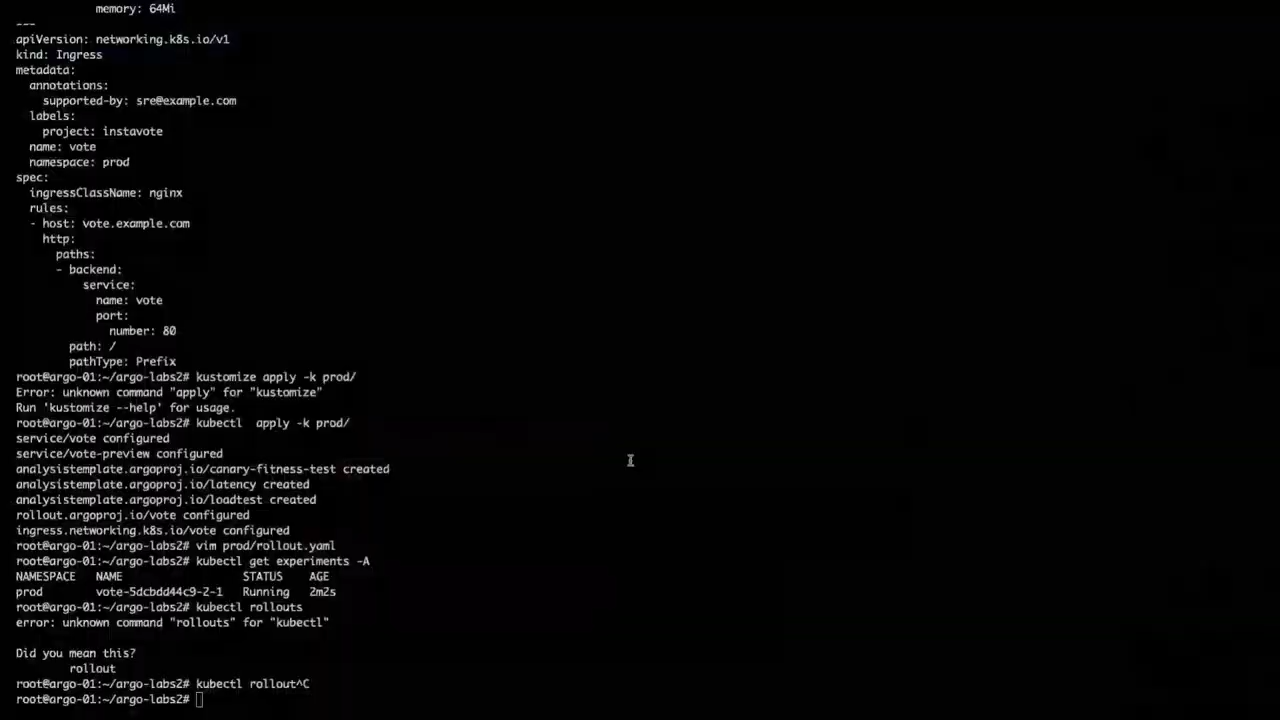 memory: 64Mi
---
apiVersion: networking.k8s.io/v1
kind: Ingress
metadata:
  annotations:
    supported-by: sre@example.com
  labels:
    project: instavote
  name: vote
  namespace: prod
spec:
  ingressClassName: nginx
  rules:
  - host: vote.example.com
    http:
      paths:
      - backend:
          service:
            name: vote
            port:
              number: 80
        path: /
        pathType: Prefix
root@argo-01:~/argo-labs2# kustomize apply -k prod/
Error: unknown command "apply" for "kustomize"
Run 'kustomize --help' for usage.
root@argo-01:~/argo-labs2# kubectl  apply -k prod/
service/vote configured
service/vote-preview configured
analysistemplate.argoproj.io/canary-fitness-test created
analysistemplate.argoproj.io/latency created
analysistemplate.argoproj.io/loadtest created
rollout.argoproj.io/vote configured
ingress.networking.k8s.io/vote configured
root@argo-01:~/argo-labs2# vim prod/rollout.yaml
root@argo-01:~/argo-labs2# kubectl get experiments -A
NAMESPACE   NAME                  STATUS    AGE
prod        vote-5dcbdd44c9-2-1   Running   2m2s
root@argo-01:~/argo-labs2# kubectl rollouts
error: unknown command "rollouts" for "kubectl"
Did you mean this?
        rollout
root@argo-01:~/argo-labs2# kubectl rollout^C
root@argo-01:~/argo-labs2#